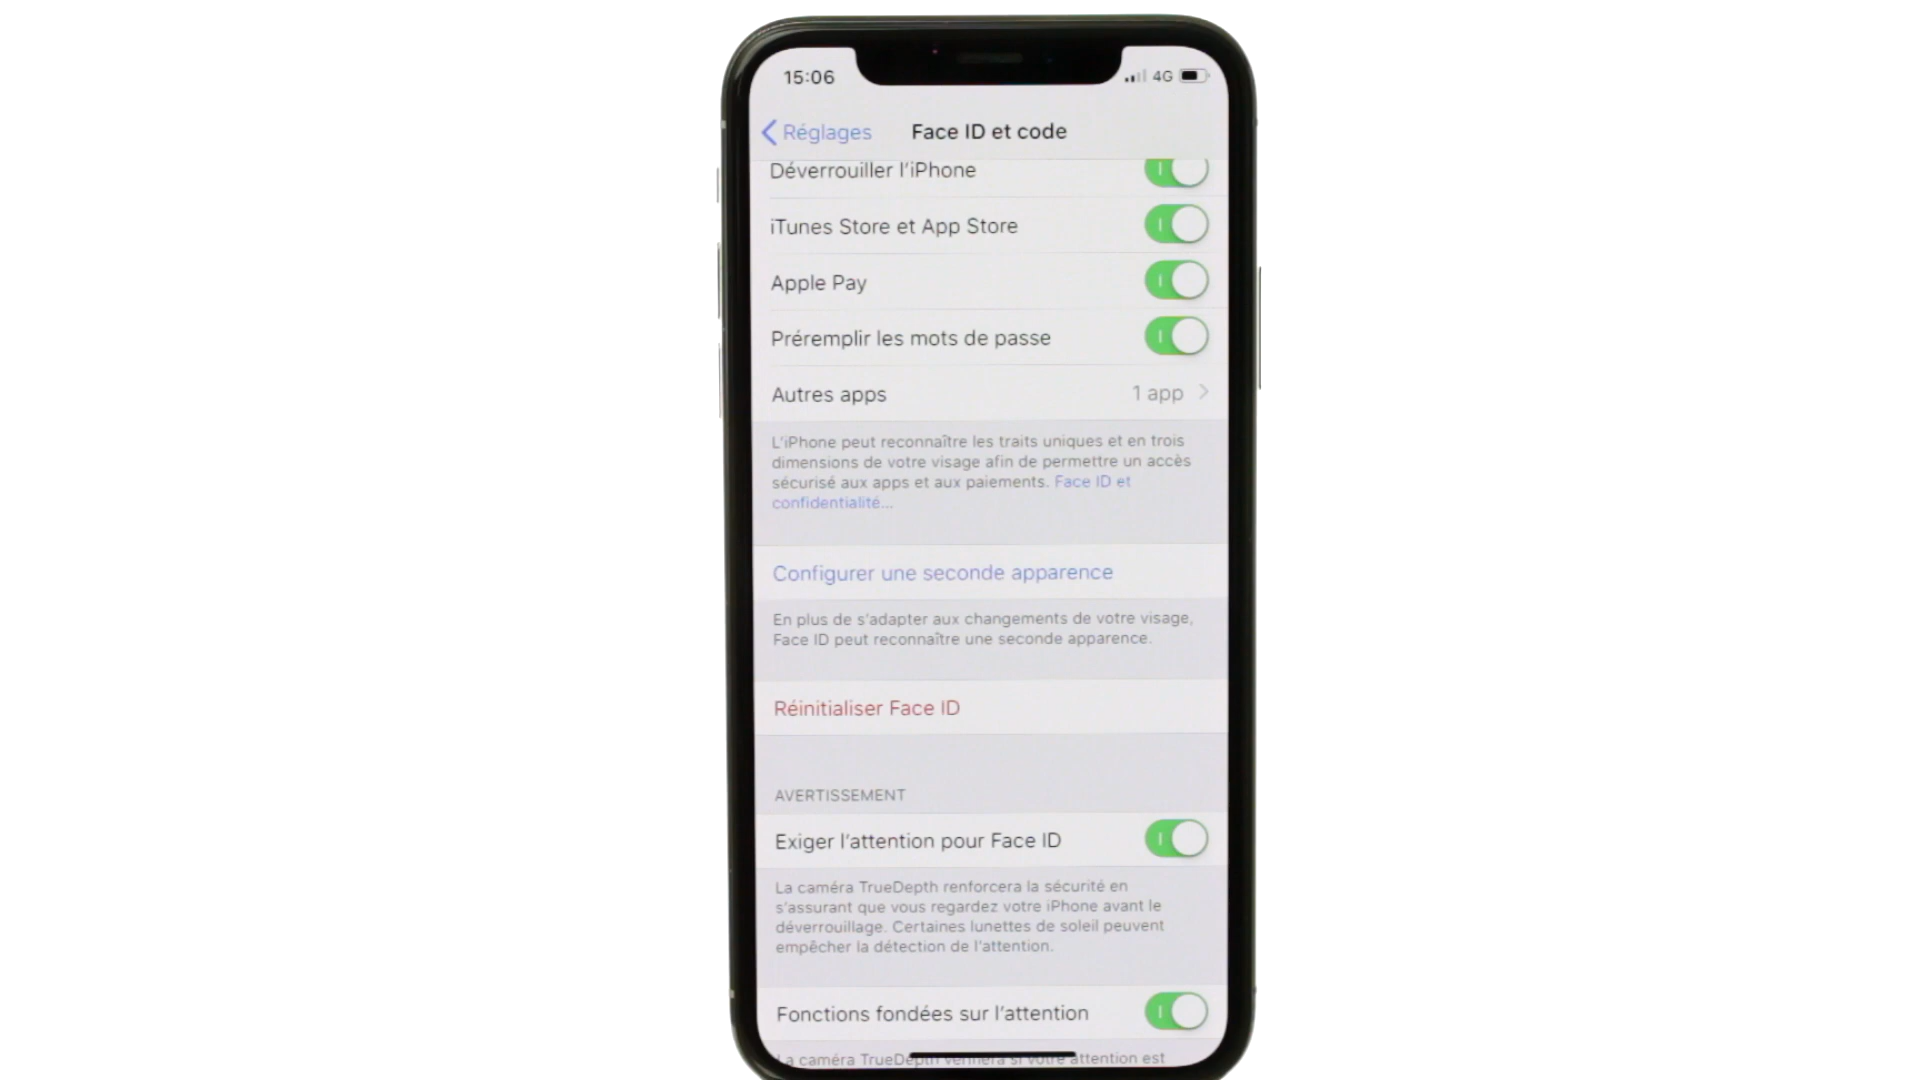 15:06
4G
Réglages
Face ID et code
Déverrouiller l'iPhone
iTunes Store et App Store
Apple Pay
Préremplir les mots de passe
Autres apps
1 app
L'iPhone peut reconnaître les traits uniques et en trois
dimensions de votre visage afin de permettre un accès
sécurisé aux apps et aux paiements. Face ID et
confidentialité...
Configurer une seconde apparence
En plus de s'adapter aux changements de votre visage,
Face ID peut reconnaître une seconde apparence.
Réinitialiser Face ID
AVERTISSEMENT
Exiger l'attention pour Face ID
La caméra TrueDepth renforcera la sécurité en
s'assurant que vous regardez votre iPhone avant le
déverrouillage. Certaines lunettes de soleil peuvent
empêcher la détection de l'attention.
Fonctions fondées sur l'attention
La caméra TrueDepth vérifiera si votre attention est